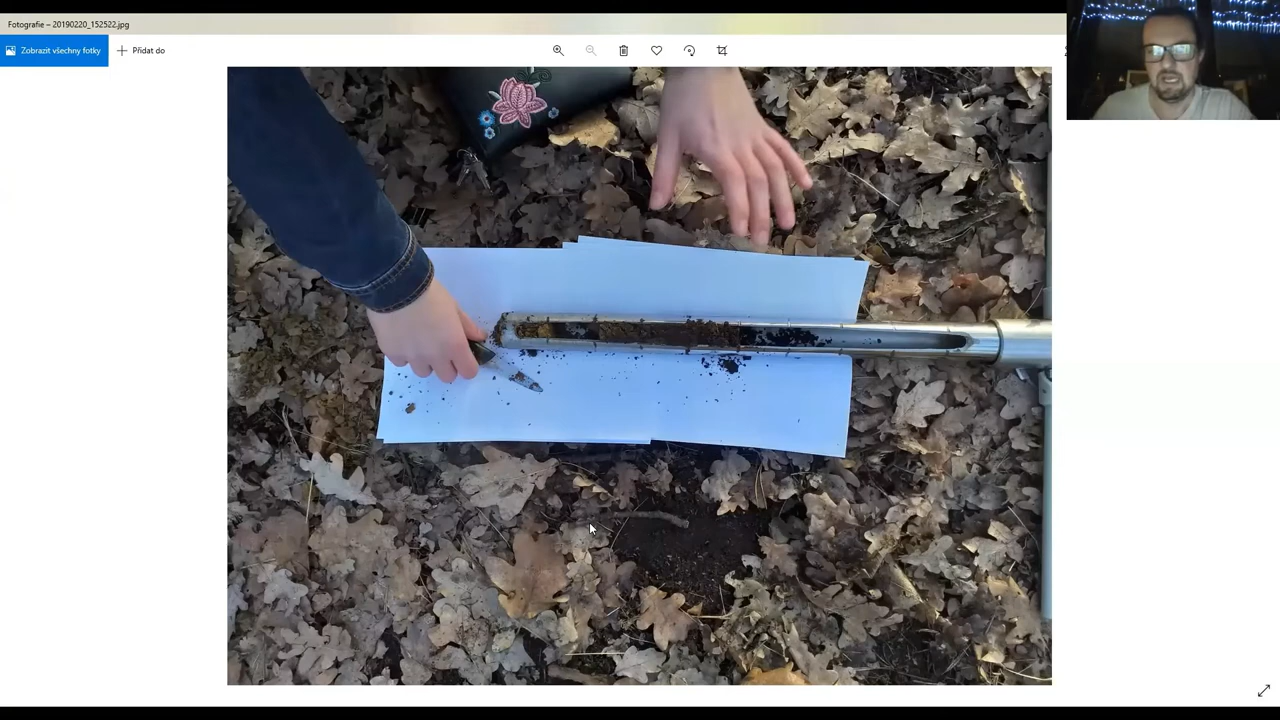 Fotografie – 20190220_152522.jpg
Zobrazit všechny fotky
Přidat do